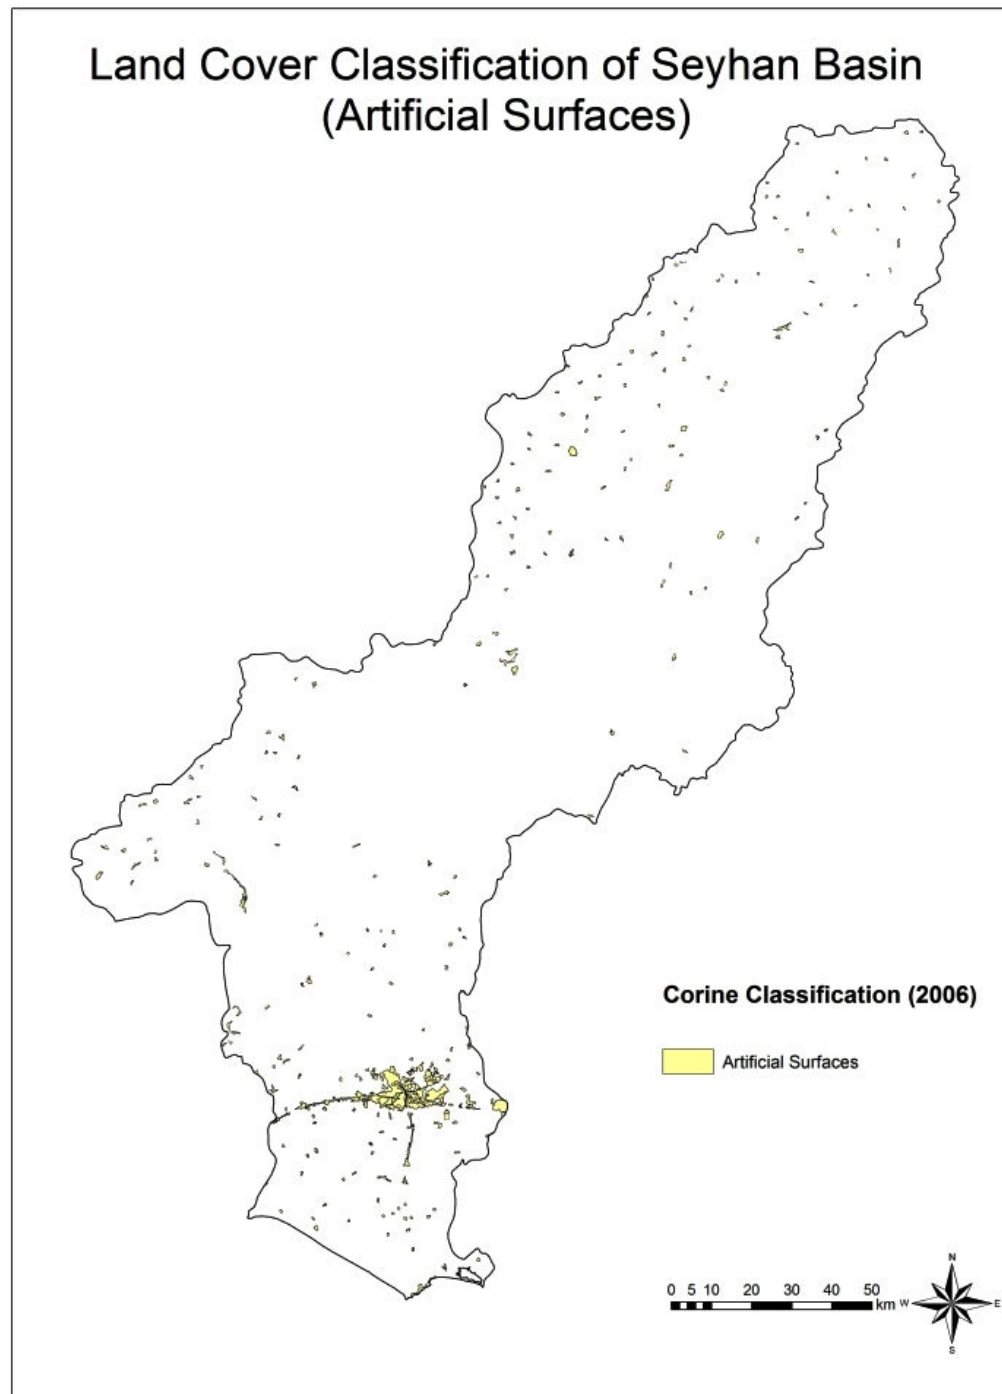 Land Cover Classification of Seyhan Basin
(Artificial Surfaces)
Corine Classification (2006)
Artificial Surfaces
N
0 5 10 20 30 40 50
km W E
S